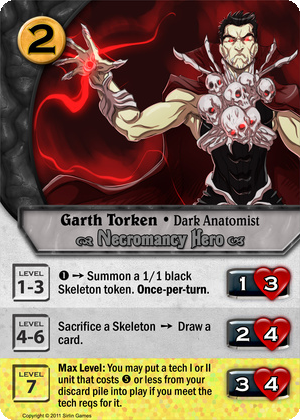 2
Garth Torken • Dark Anatomist
Necromancy Hero
LEVEL
1-3
❶ → Summon a 1/1 black
Skeleton token. Once-per-turn.
1 3
LEVEL
4-6
Sacrifice a Skeleton → Draw a
card.
2 4
LEVEL
7
Max Level: You may put a tech I or II
unit that costs ❺ or less from your
discard pile into play if you meet the
tech reqs for it.
3 4
Copyright © 2011 Sirlin Games